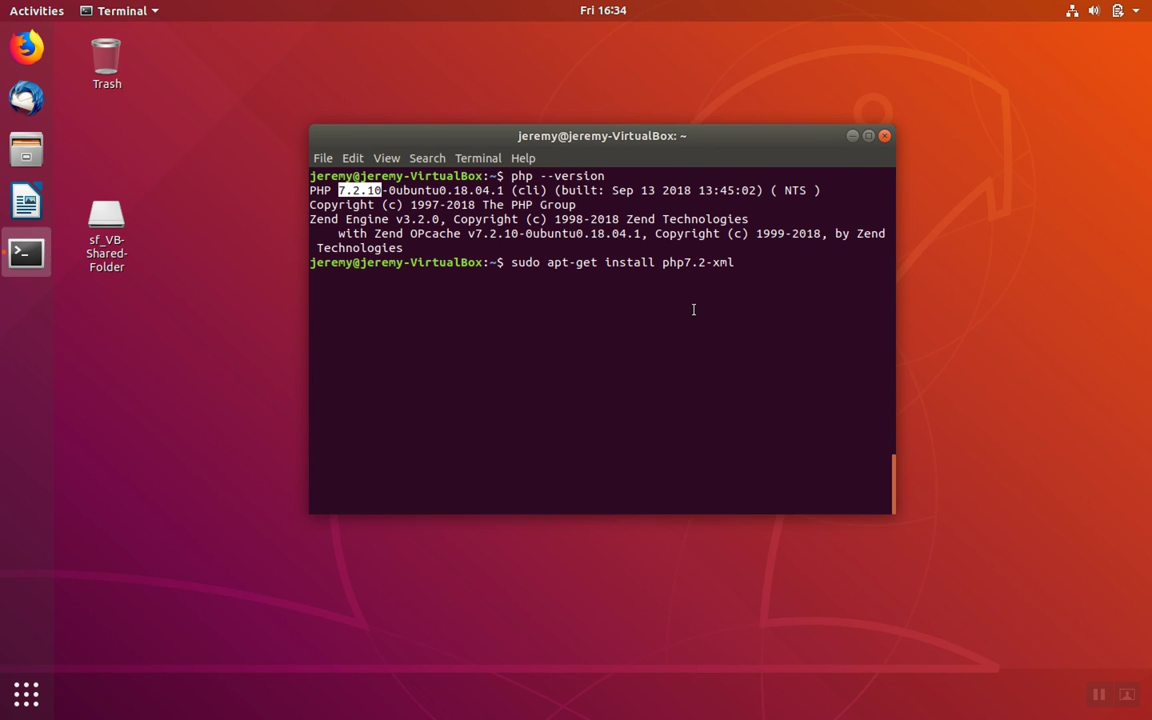 Activities Terminal Fri 16:34
Trash
sf_VB-
Shared-
Folder
jeremy@jeremy-VirtualBox: ~
File Edit View Search Terminal Help
jeremy@jeremy-VirtualBox:~$ php --version
PHP 7.2.10-0ubuntu0.18.04.1 (cli) (built: Sep 13 2018 13:45:02) ( NTS )
Copyright (c) 1997-2018 The PHP Group
Zend Engine v3.2.0, Copyright (c) 1998-2018 Zend Technologies
    with Zend OPcache v7.2.10-0ubuntu0.18.04.1, Copyright (c) 1999-2018, by Zend
 Technologies
jeremy@jeremy-VirtualBox:~$ sudo apt-get install php7.2-xml